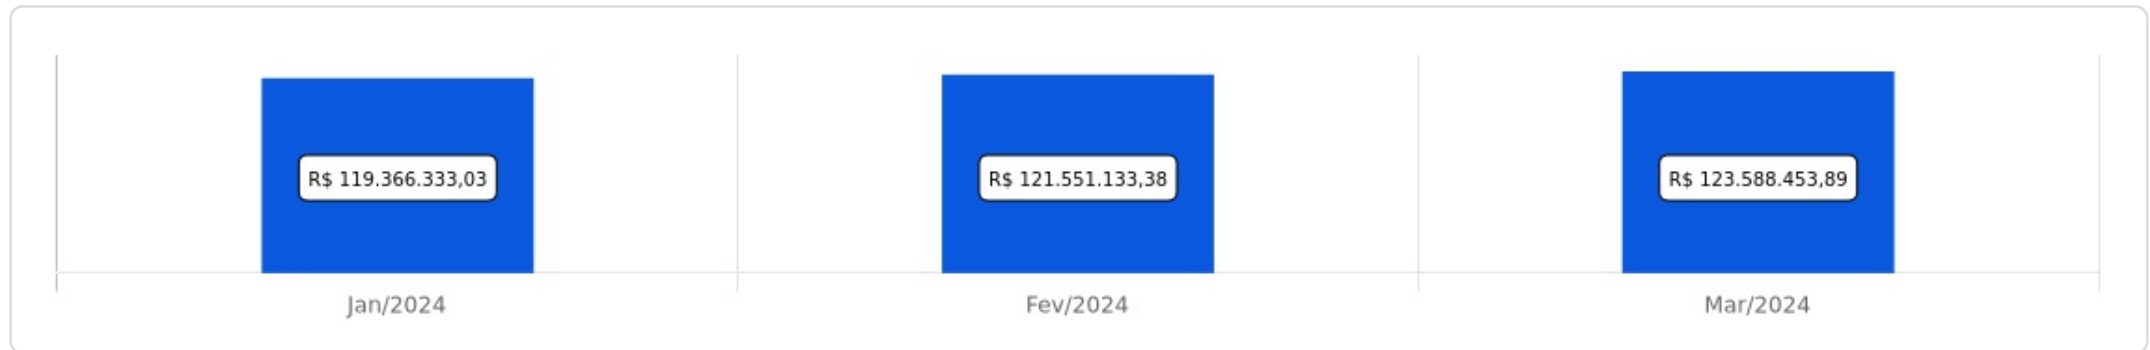 R$ 119.366.333,03
R$ 121.551.133,38
R$ 123.588.453,89
Jan/2024
Fev/2024
Mar/2024